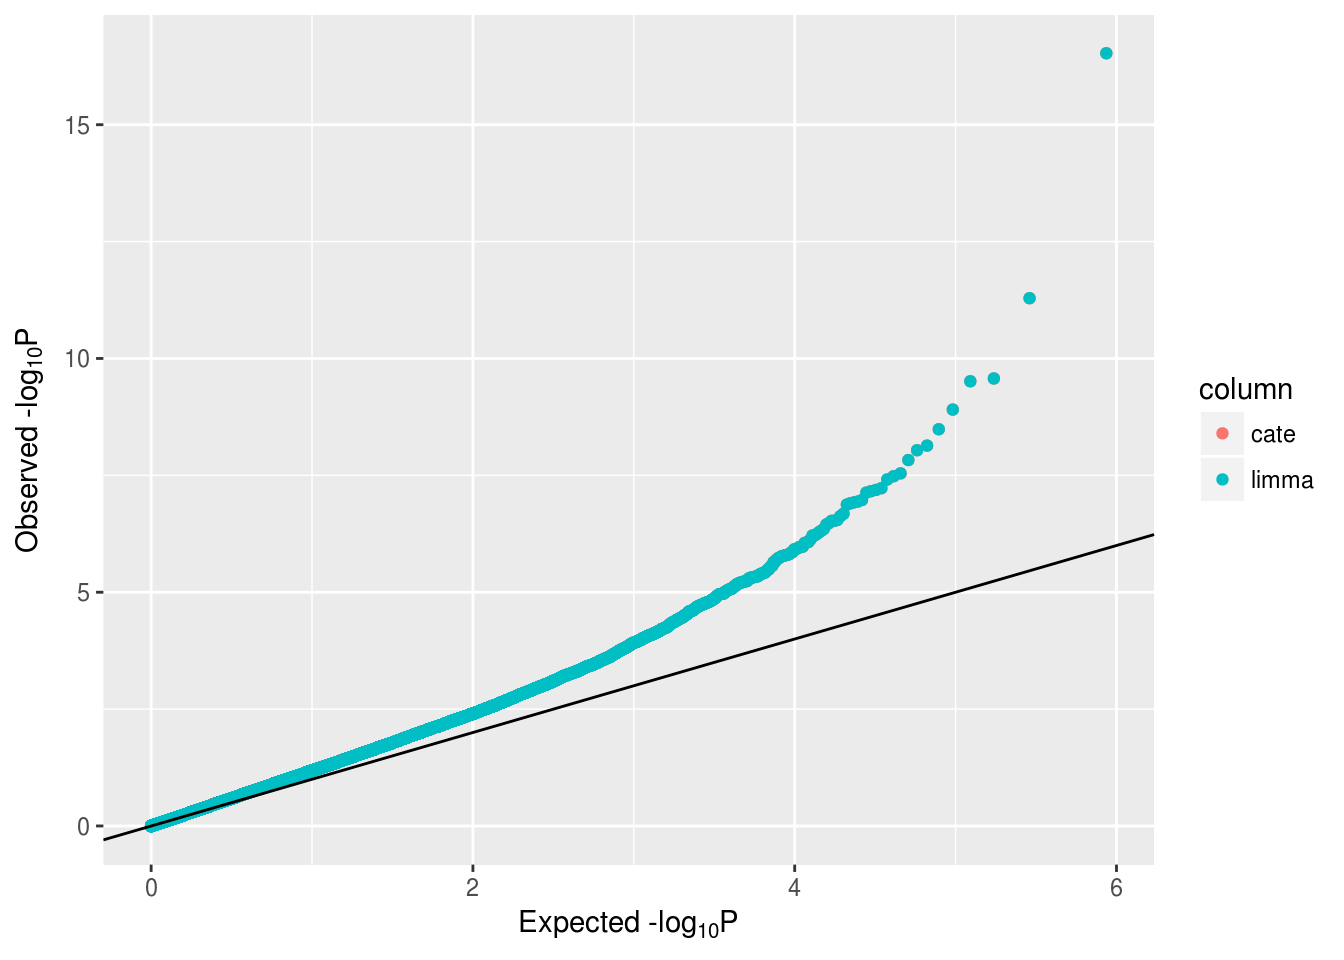 Observed -log₁₀P
15
10
5
0
0 2 4 6
Expected -log₁₀P
column
cate
limma